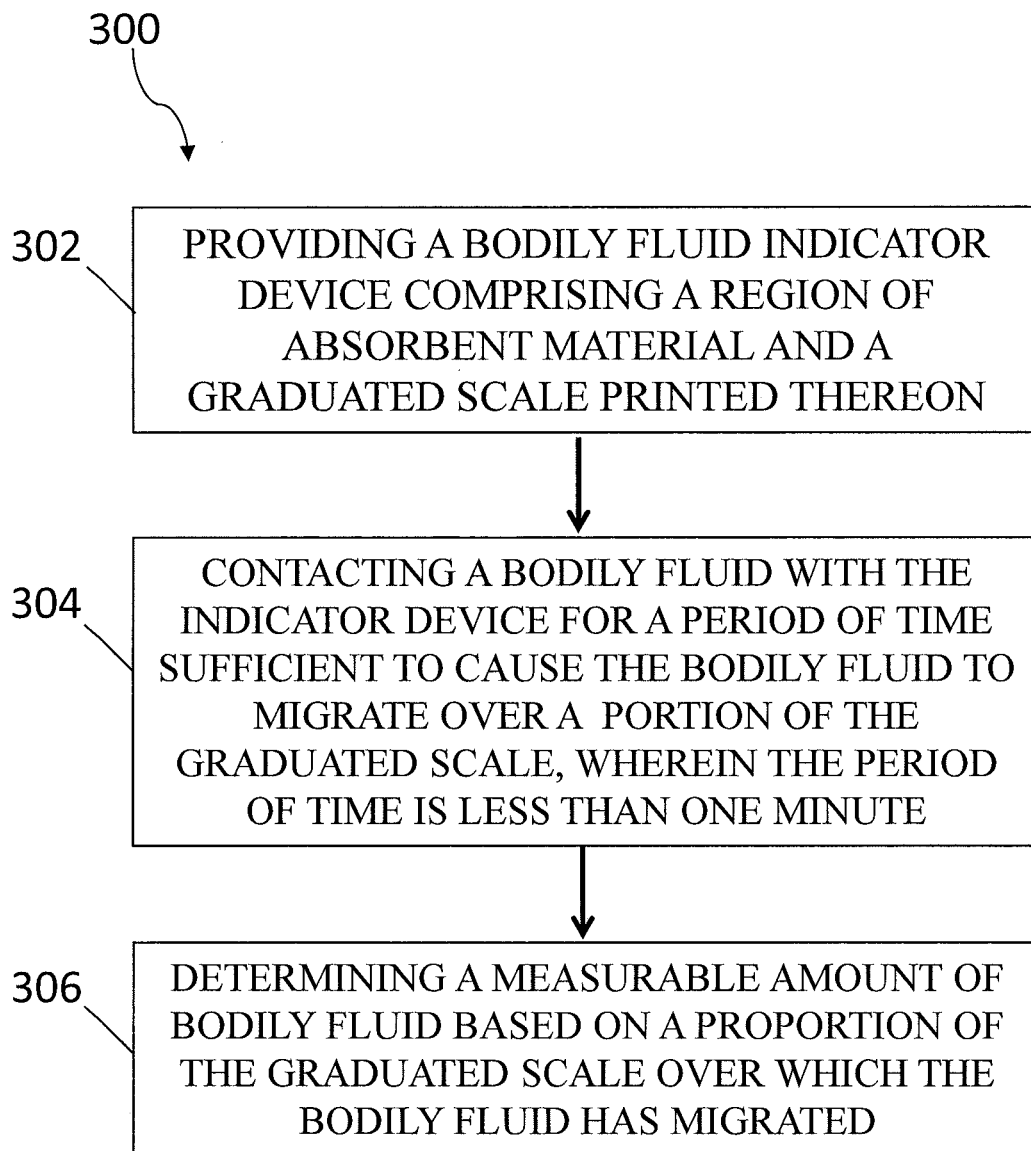 300
302
PROVIDING A BODILY FLUID INDICATOR
DEVICE COMPRISING A REGION OF
ABSORBENT MATERIAL AND A
GRADUATED SCALE PRINTED THEREON
304
CONTACTING A BODILY FLUID WITH THE
INDICATOR DEVICE FOR A PERIOD OF TIME
SUFFICIENT TO CAUSE THE BODILY FLUID TO
MIGRATE OVER A PORTION OF THE
GRADUATED SCALE, WHEREIN THE PERIOD
OF TIME IS LESS THAN ONE MINUTE
306
DETERMINING A MEASURABLE AMOUNT OF
BODILY FLUID BASED ON A PROPORTION OF
THE GRADUATED SCALE OVER WHICH THE
BODILY FLUID HAS MIGRATED